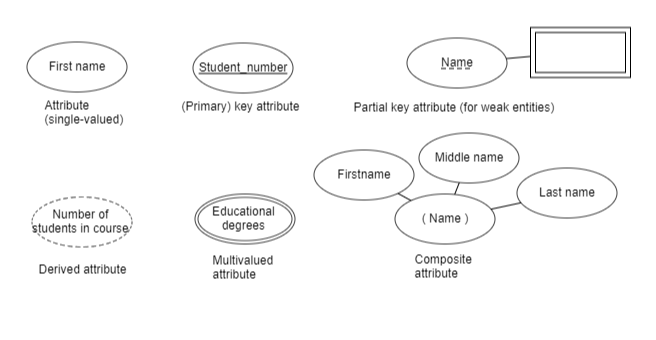 First name
Student_number
Name
Attribute
(single-valued)
(Primary) key attribute
Partial key attribute (for weak entities)
Firstname
Middle name
Last name
( Name )
Number of
students in course
Educational
degrees
Derived attribute
Multivalued
attribute
Composite
attribute